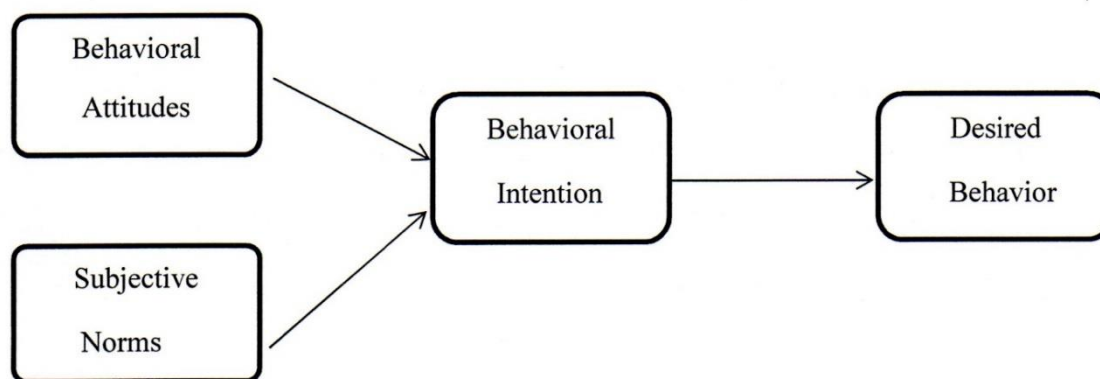 Behavioral
Attitudes
Subjective
Norms
Behavioral
Intention
Desired
Behavior